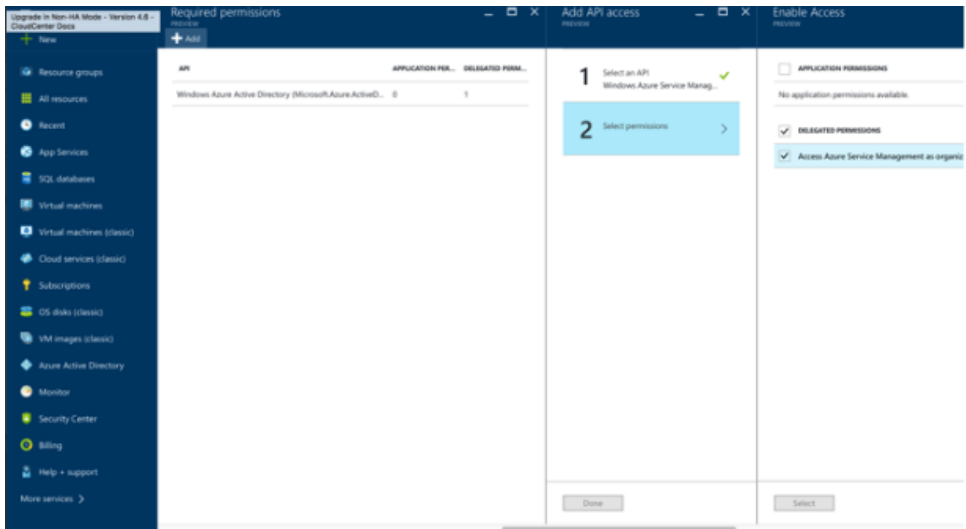 Upgrade in Non-HA Mode - Version 4.8 -
CloudCenter Docs
New
Resource groups
All resources
Recent
App Services
SQL databases
Virtual machines
Virtual machines (classic)
Cloud services (classic)
Subscriptions
OS disks (classic)
VM images (classic)
Azure Active Directory
Monitor
Security Center
Billing
Help + support
More services
Required permissions
PREVIEW
Add
API APPLICATION PER... DELEGATED PERM...
Windows Azure Active Directory (Microsoft.Azure.ActiveD... 0 1
Add API access
PREVIEW
1 Select an API
Windows Azure Service Manag...
2 Select permissions
Done
Enable Access
PREVIEW
APPLICATION PERMISSIONS
No application permissions available.
DELEGATED PERMISSIONS
Access Azure Service Management as organiz
Select